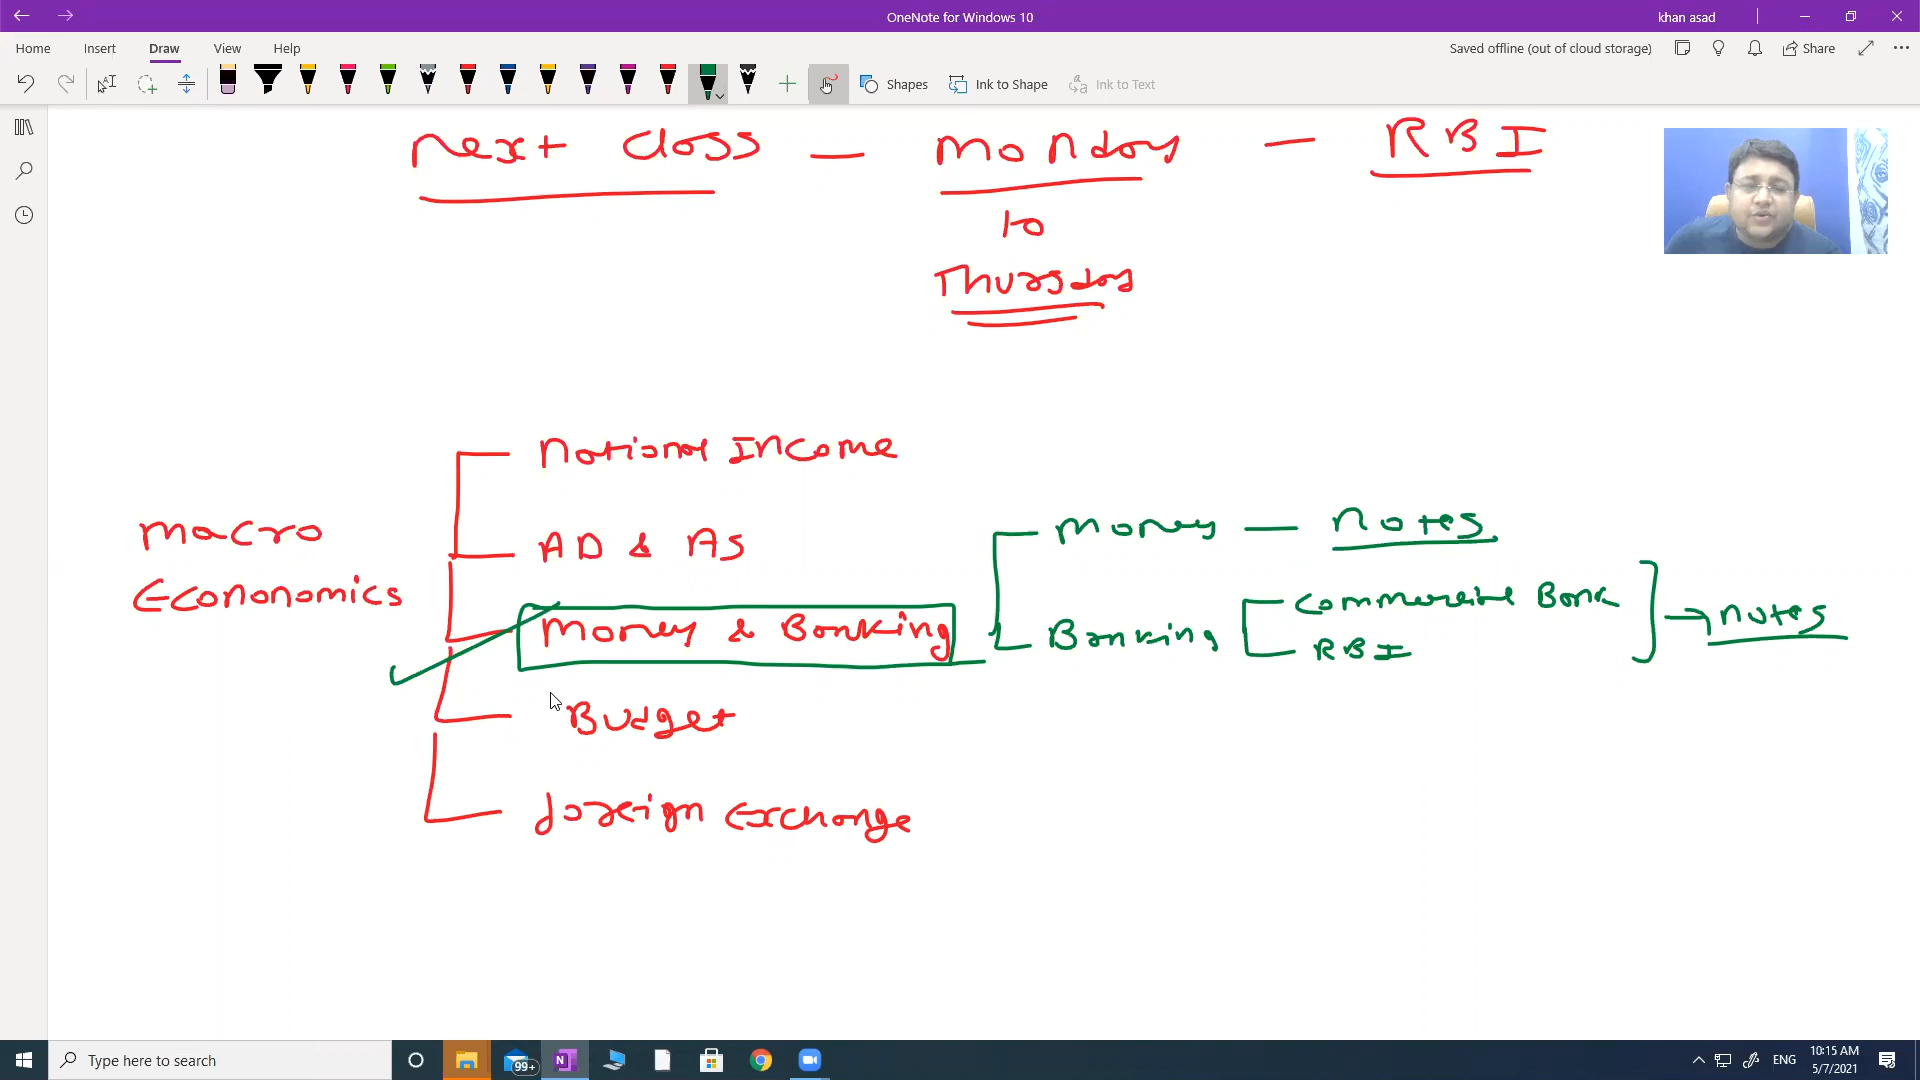 OneNote for Windows 10
khan asad
Home Insert Draw View Help
Saved offline (out of cloud storage)
Share
Shapes
Ink to Shape
Ink to Text
Next Class — Monday — RBI
to
Thursday
Macro
Econonomics
National Income
AD & AS
Money & Banking
Budget
Foreign Exchange
Money — Notes
Banking
Commercial Bank
RBI
Notes
Type here to search
99+
ENG
10:15 AM
5/7/2021